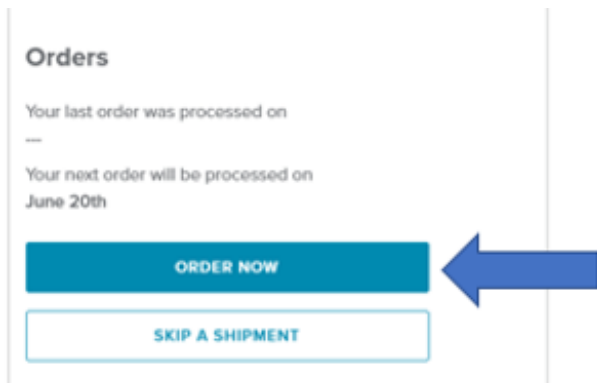 Orders
Your last order was processed on
---
Your next order will be processed on
June 20th
ORDER NOW
SKIP A SHIPMENT